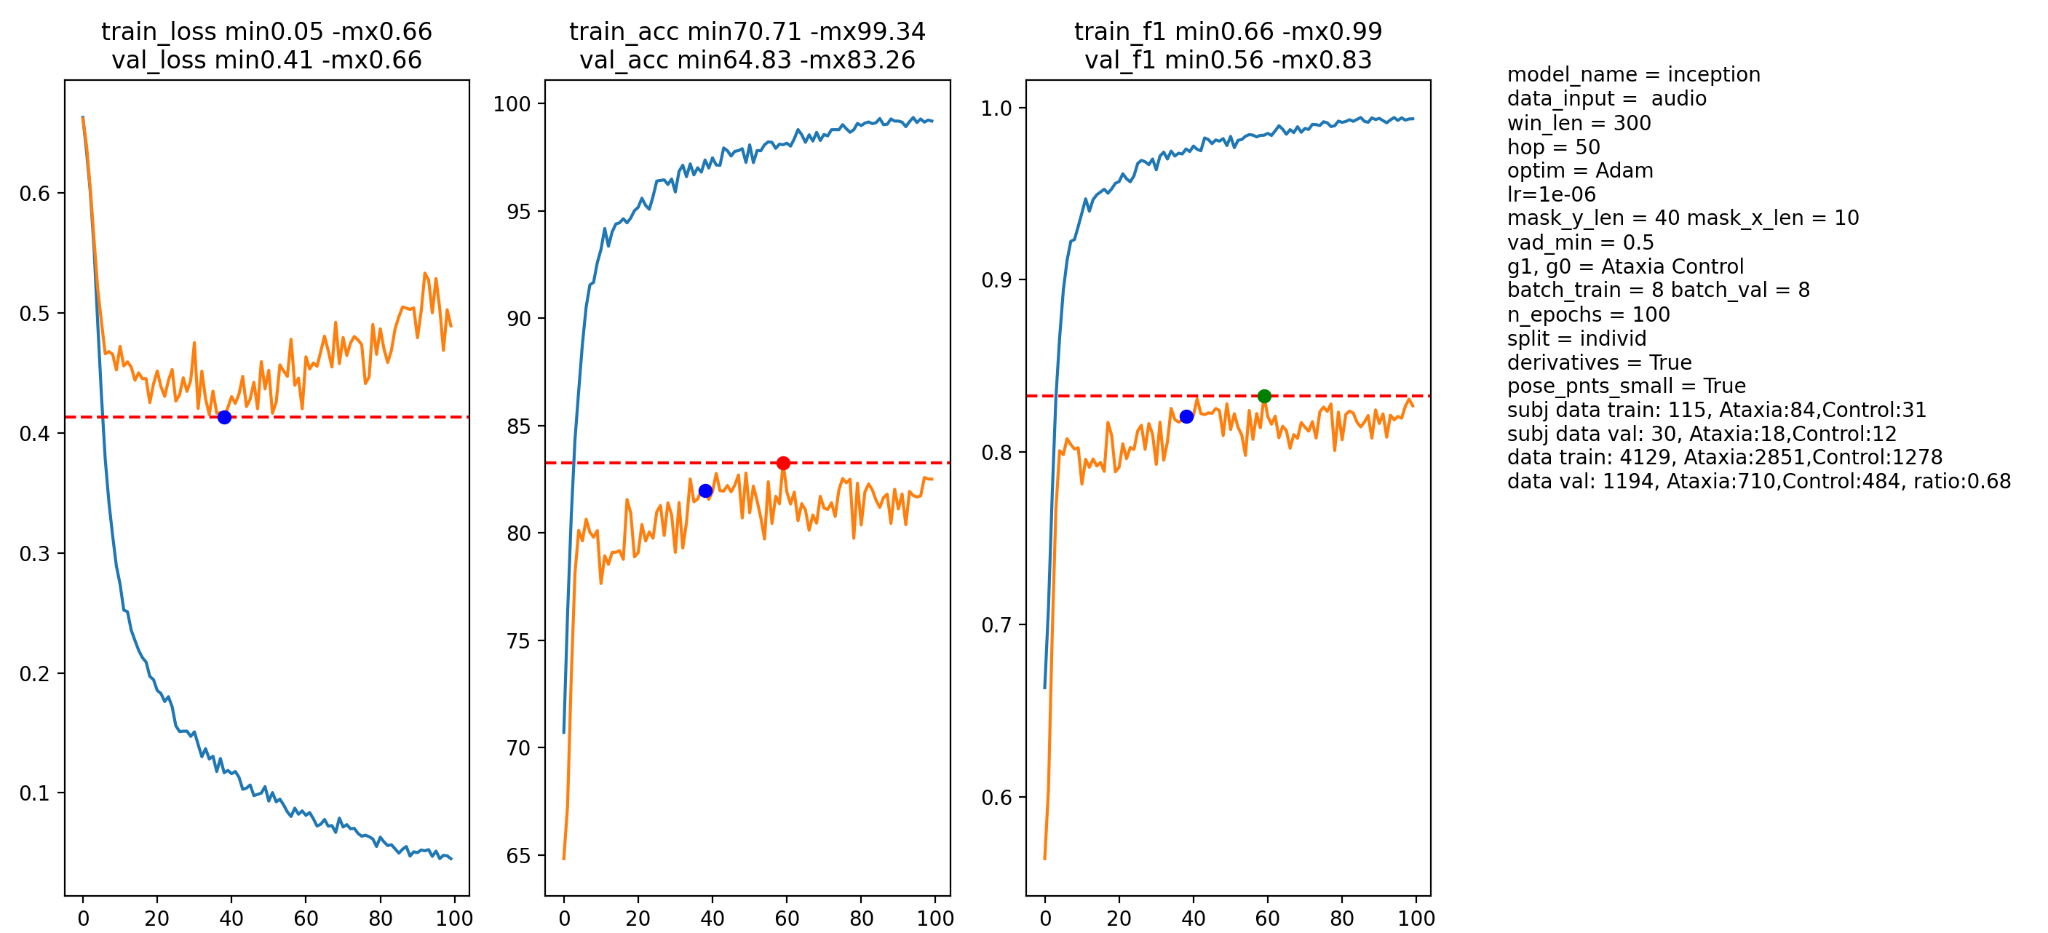 train_loss min0.05 -mx0.66
val_loss min0.41 -mx0.66
0.6
0.5
0.4
0.3
0.2
0.1
0 20 40 60 80 100
train_acc min70.71 -mx99.34
val_acc min64.83 -mx83.26
100
95
90
85
80
75
70
65
0 20 40 60 80 100
train_f1 min0.66 -mx0.99
val_f1 min0.56 -mx0.83
1.0
0.9
0.8
0.7
0.6
0 20 40 60 80 100
model_name = inception
data_input =  audio
win_len = 300
hop = 50
optim = Adam
lr=1e-06
mask_y_len = 40 mask_x_len = 10
vad_min = 0.5
g1, g0 = Ataxia Control
batch_train = 8 batch_val = 8
n_epochs = 100
split = individ
derivatives = True
pose_pnts_small = True
subj data train: 115, Ataxia:84,Control:31
subj data val: 30, Ataxia:18,Control:12
data train: 4129, Ataxia:2851,Control:1278
data val: 1194, Ataxia:710,Control:484, ratio:0.68